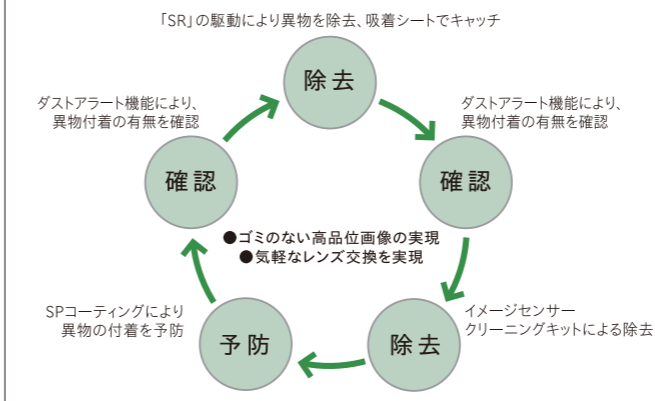 「SR」の駆動により異物を除去、吸着シートでキャッチ
除去
ダストアラート機能により、
異物付着の有無を確認
確認
ダストアラート機能により、
異物付着の有無を確認
確認
●ゴミのない高品位画像の実現
●気軽なレンズ交換を実現
SPコーティングにより
異物の付着を予防
予防
除去
イメージセンサー
クリーニングキットによる除去